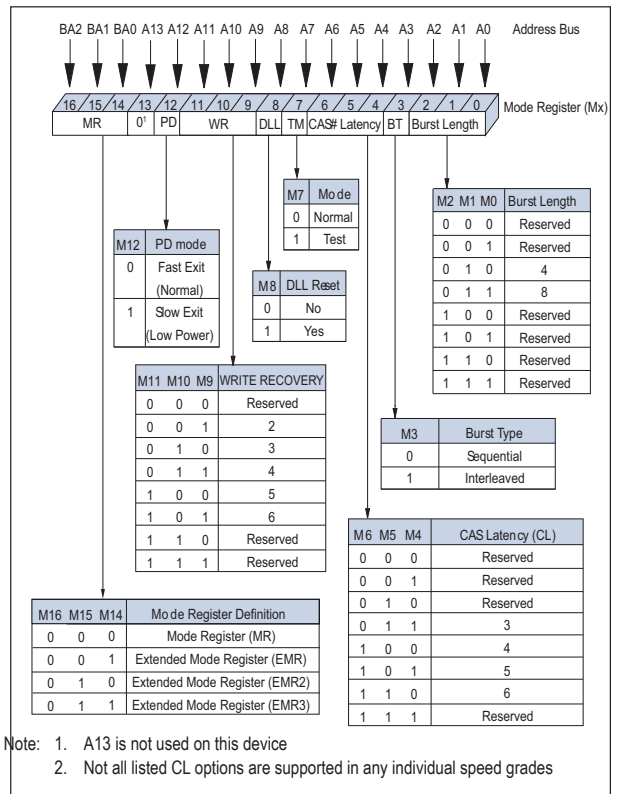 BA2 BA1 BA0 A13 A12 A11 A10 A9 A8 A7 A6 A5 A4 A3 A2 A1 A0 Address Bus
16 15 14 13 12 11 10 9 8 7 6 5 4 3 2 1 0 Mode Register (Mx)
MR 0¹ PD WR DLL TM CAS# Latency BT Burst Length
M7 Mode
0 Normal
1 Test
M2 M1 M0 Burst Length
0 0 0 Reserved
0 0 1 Reserved
0 1 0 4
0 1 1 8
1 0 0 Reserved
1 0 1 Reserved
1 1 0 Reserved
1 1 1 Reserved
M12 PD mode
0 Fast Exit
(Normal)
1 Slow Exit
(Low Power)
M8 DLL Reset
0 No
1 Yes
M11 M10 M9 WRITE RECOVERY
0 0 0 Reserved
0 0 1 2
0 1 0 3
0 1 1 4
1 0 0 5
1 0 1 6
1 1 0 Reserved
1 1 1 Reserved
M3 Burst Type
0 Sequential
1 Interleaved
M6 M5 M4 CAS Latency (CL)
0 0 0 Reserved
0 0 1 Reserved
0 1 0 Reserved
0 1 1 3
1 0 0 4
1 0 1 5
1 1 0 6
1 1 1 Reserved
M16 M15 M14 Mode Register Definition
0 0 0 Mode Register (MR)
0 0 1 Extended Mode Register (EMR)
0 1 0 Extended Mode Register (EMR2)
0 1 1 Extended Mode Register (EMR3)
Note: 1. A13 is not used on this device
2. Not all listed CL options are supported in any individual speed grades